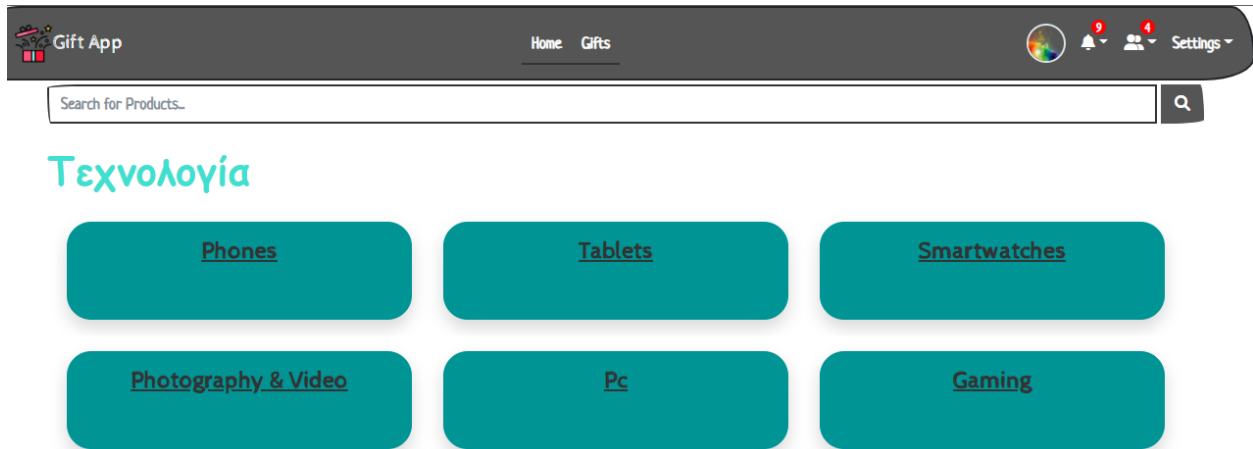 Gift App Home Gifts 9 4 Settings
Search for Products...
Τεχνολογία
Phones Tablets Smartwatches
Photography & Video Pc Gaming